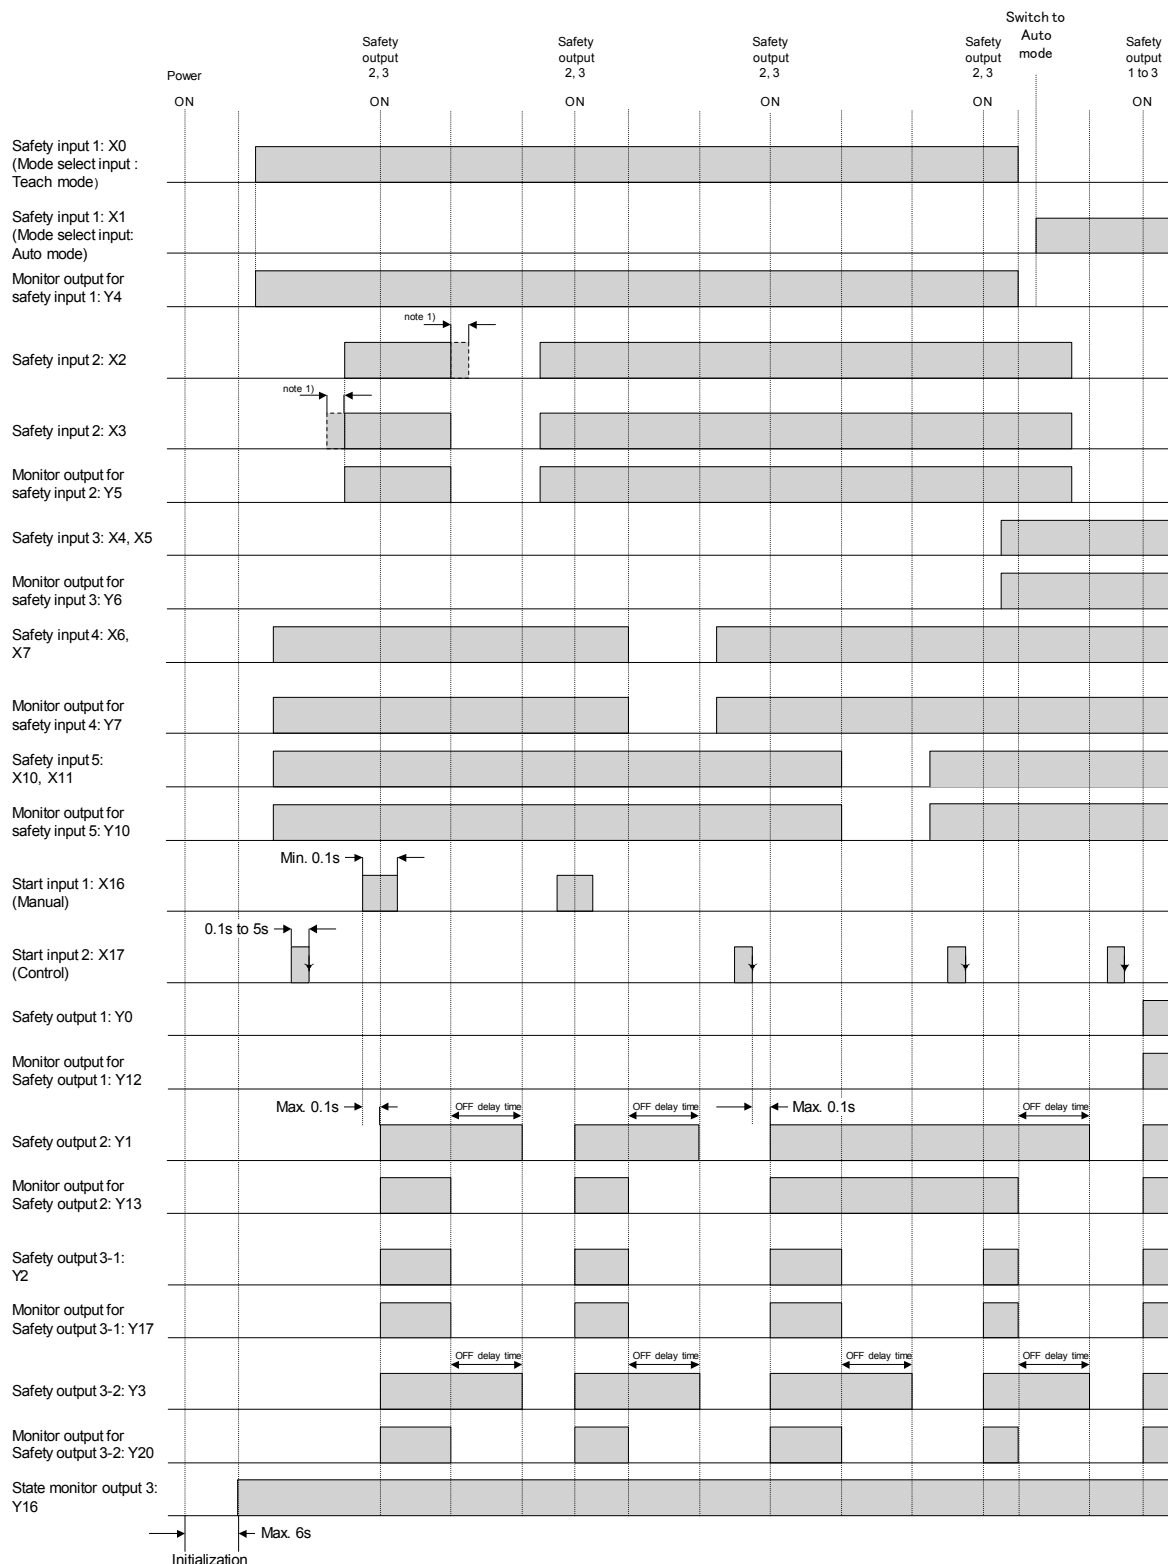 Switch to
Auto
mode
Safety
output
2, 3
Safety
output
2, 3
Safety
output
2, 3
Safety
output
2, 3
Safety
output
1 to 3
Power
ON
ON
ON
ON
ON
ON
Safety input 1: X0
(Mode select input :
Teach mode)
Safety input 1: X1
(Mode select input:
Auto mode)
Monitor output for
safety input 1: Y4
note 1)
Safety input 2: X2
note 1)
Safety input 2: X3
Monitor output for
safety input 2: Y5
Safety input 3: X4, X5
Monitor output for
safety input 3: Y6
Safety input 4: X6,
X7
Monitor output for
safety input 4: Y7
Safety input 5:
X10, X11
Monitor output for
safety input 5: Y10
Min. 0.1s
Start input 1: X16
(Manual)
0.1s to 5s
Start input 2: X17
(Control)
Safety output 1: Y0
Monitor output for
Safety output 1: Y12
Max. 0.1s
OFF delay time
OFF delay time
Max. 0.1s
OFF delay time
Safety output 2: Y1
Monitor output for
Safety output 2: Y13
Safety output 3-1:
Y2
Monitor output for
Safety output 3-1: Y17
OFF delay time
OFF delay time
OFF delay time
OFF delay time
Safety output 3-2: Y3
Monitor output for
Safety output 3-2: Y20
State monitor output 3:
Y16
Max. 6s
Initialization